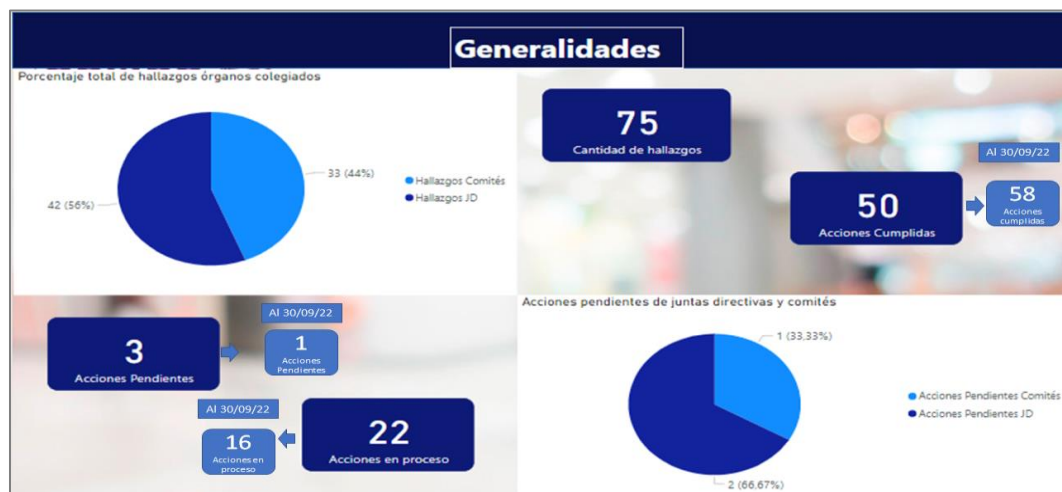 Generalidades
Porcentaje total de hallazgos órganos colegiados
33 (44%)
42 (56%)
Hallazgos Comités
Hallazgos JD
75
Cantidad de hallazgos
Al 30/09/22
50
Acciones Cumplidas
58
Acciones
cumplidas
Al 30/09/22
3
Acciones Pendientes
1
Acciones
Pendientes
Al 30/09/22
16
Acciones en
proceso
22
Acciones en proceso
Acciones pendientes de juntas directivas y comités
1 (33,33%)
Acciones Pendientes Comités
Acciones Pendientes JD
2 (66,67%)